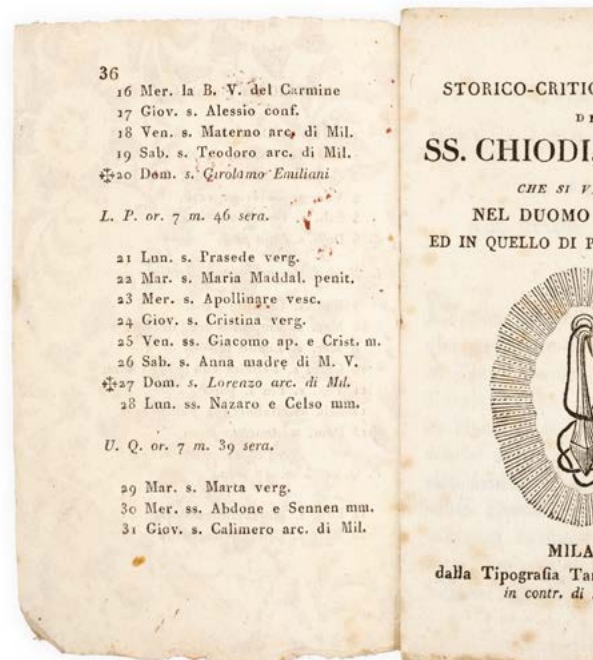 36
16 Mer. la B. V. del Carmine
17 Giov. s. Alessio conf.
18 Ven. s. Materno arc. di Mil.
19 Sab. s. Teodoro arc. di Mil.
✠20 Dom. s. Girolamo Emiliani
L. P. or. 7 m. 46 sera.
21 Lun. s. Prasede verg.
22 Mar. s. Maria Maddal. penit.
23 Mer. s. Apollinare vesc.
24 Giov. s. Cristina verg.
25 Ven. ss. Giacomo ap. e Crist. m.
26 Sab. s. Anna madre di M. V.
✠27 Dom. s. Lorenzo arc. di Mil.
28 Lun. ss. Nazaro e Celso mm.
U. Q. or. 7 m. 39 sera.
29 Mar. s. Marta verg.
30 Mer. ss. Abdone e Sennen mm.
31 Giov. s. Calimero arc. di Mil.
STORICO-CRITIC
D
SS. CHIODI
CHE SI V
NEL DUOMO
ED IN QUELLO DI P
MILA
dalla Tipografia Ta
in contr. di